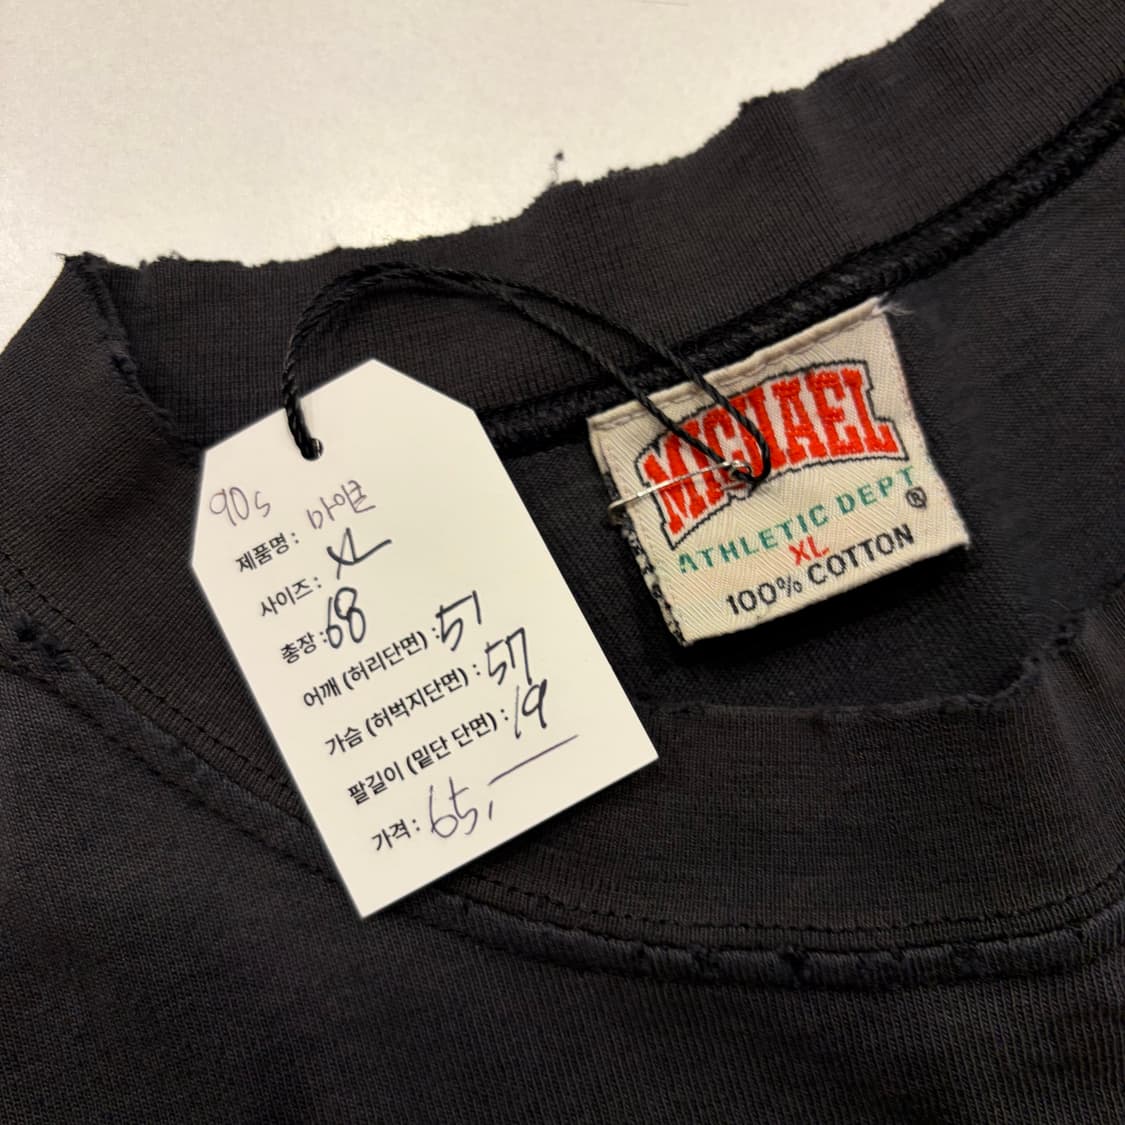 90s
제품명: 마이클
사이즈: XL
총장: 68
어깨 (허리단면): 51
가슴 (허벅지단면): 57
팔길이 (밑단 단면): 19
가격: 65,—
MICHAEL
ATHLETIC DEPT
®
XL
100% COTTON